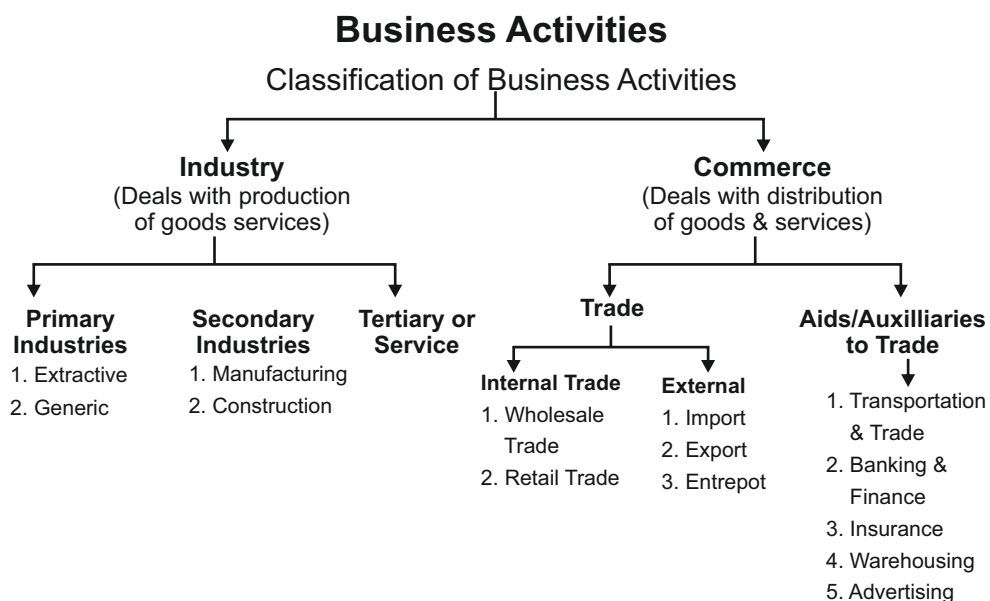 Business Activities
Classification of Business Activities
Industry
(Deals with production
of goods services)
Commerce
(Deals with distribution
of goods & services)
Primary
Industries
1. Extractive
2. Generic
Secondary
Industries
1. Manufacturing
2. Construction
Tertiary or
Service
Trade
Internal Trade
1. Wholesale
Trade
2. Retail Trade
External
1. Import
2. Export
3. Entrepot
Aids/Auxilliaries
to Trade
1. Transportation
& Trade
2. Banking &
Finance
3. Insurance
4. Warehousing
5. Advertising